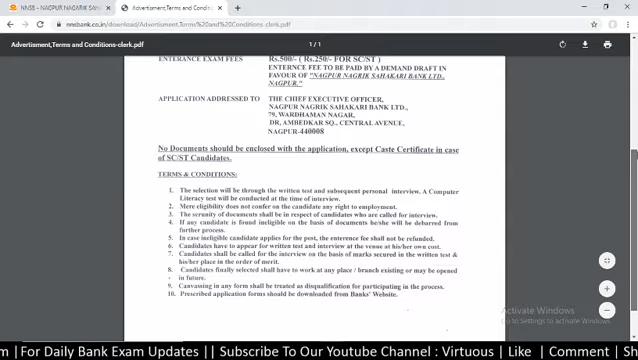 NNSB – NAGPUR NAGARIK SAHAK
Advertisment,Terms and Condition
nnsbank.co.in/download/Advertisment,Terms%20and%20Conditions-clerk.pdf
Advertisment,Terms and Conditions-clerk.pdf
1 / 1
ENTERANCE EXAM FEES
Rs.500/- ( Rs.250/- FOR SC/ST )
ENTERNCE FEE TO BE PAID BY A DEMAND DRAFT IN
FAVOUR OF "NAGPUR NAGRIK SAHAKARI BANK LTD.,
NAGPUR."
APPLICATION ADDRESSED TO
THE CHIEF EXECUTIVE OFFICER,
NAGPUR NAGRIK SAHAKARI BANK LTD.,
79, WARDHAMAN NAGAR,
DR, AMBEDKAR SQ., CENTRAL AVENUE,
NAGPUR-440008
No Documents should be enclosed with the application, except Caste Certificate in case
of SC/ST Candidates.
TERMS & CONDITIONS:
1. The selection will be through the written test and subsequent personal interview. A Computer
Literacy test will be conducted at the time of interview.
2. Mere eligibility does not confer on the candidate any right to employment.
3. The scrunity of documents shall be in respect of candidates who are called for interview.
4. If any candidate is found ineligible on the basis of documents he/she will be debarred from
further process.
5. In case ineligible candidate applies for the post, the enterence fee shall not be refunded.
6. Candidates have to appear for written test and interview at the venue at his/her own cost.
7. Candidates shall be called for the interview on the basis of marks secured in the written test &
his/her place in the order of merit.
8. Candidates finally selected shall have to work at any place / branch existing or may be opened
in future.
9. Canvassing in any form shall be treated as disqualification for participating in the process.
10. Prescribed application forms should be downloaded from Banks' Website.
Activate Windows
Go to Settings to activate Windows.
m | For Daily Bank Exam Updates || Subscribe To Our Youtube Channel : Virtuous | Like | Comment | Sh